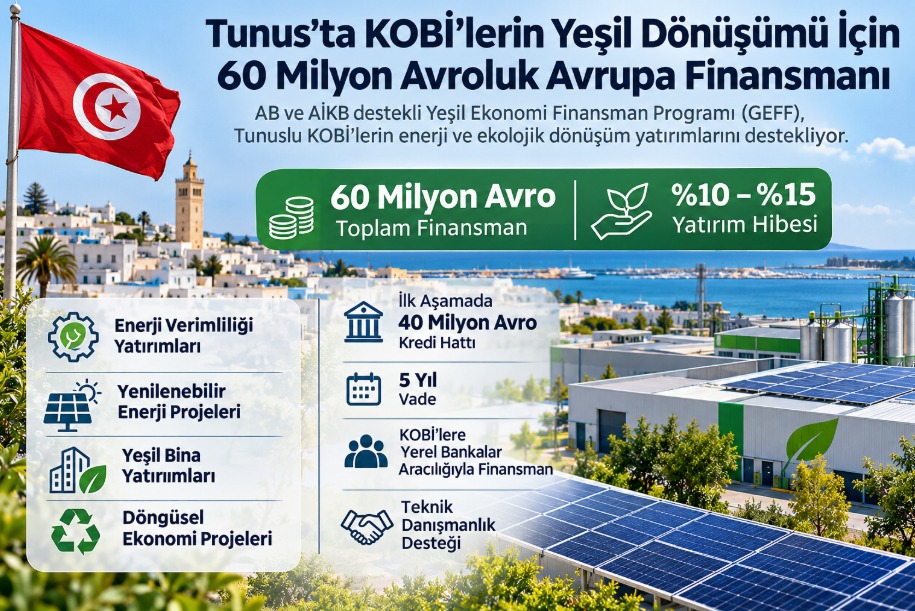 Tunus’ta KOBİ’lerin Yeşil Dönüşümü İçin
60 Milyon Avroluk Avrupa Finansmanı
AB ve AİKB destekli Yeşil Ekonomi Finansman Programı (GEFF),
Tunuslu KOBİ’lerin enerji ve ekolojik dönüşüm yatırımlarını destekliyor.
60 Milyon Avro
Toplam Finansman
%10 – %15
Yatırım Hibesi
Enerji Verimliliği
Yatırımları
Yenilenebilir
Enerji Projeleri
Yeşil Bina
Yatırıımları
Döngüsel
Ekonomi Projeleri
İlk Aşamada
40 Milyon Avro
Kredi Hattı
5 Yıl
Vade
KOBİ’lere
Yerel Bankalar
Aracılığıyla Finansman
Teknik
Danışmanlık
Desteği